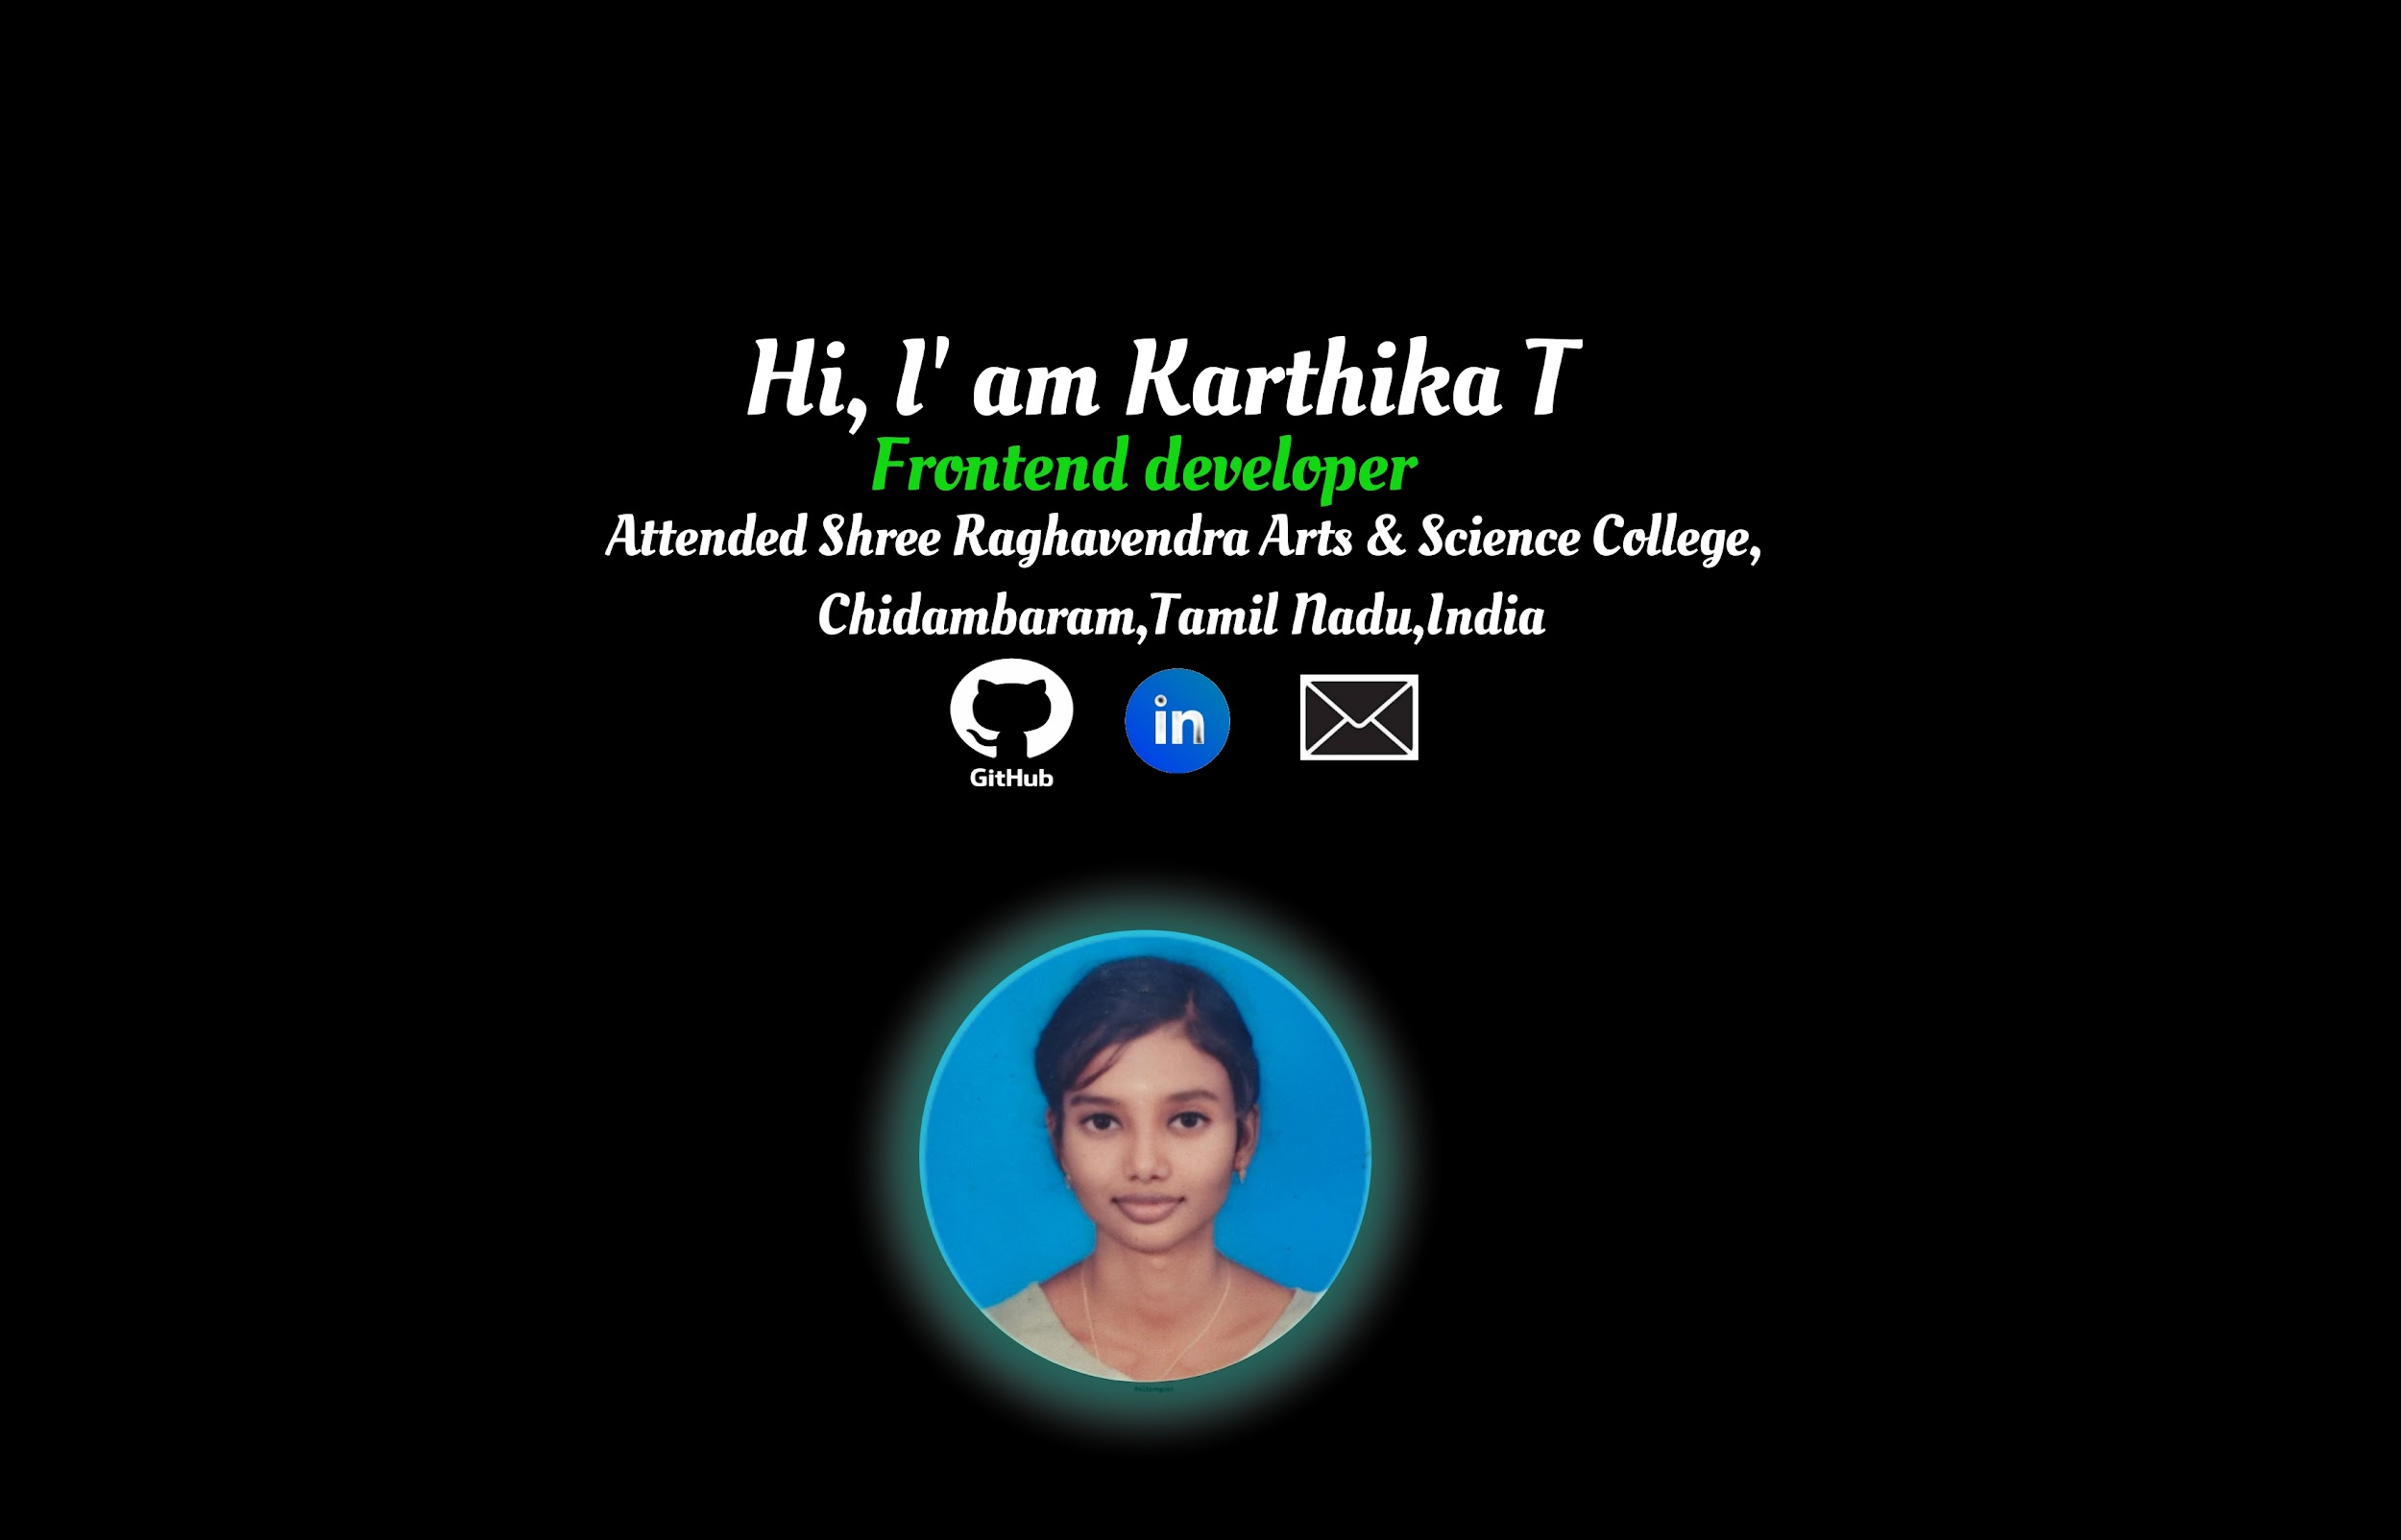 Hi, I' am Karthika T
Frontend developer
Attended Shree Raghavendra Arts & Science College,
Chidambaram,Tamil Nadu,India
GitHub
in